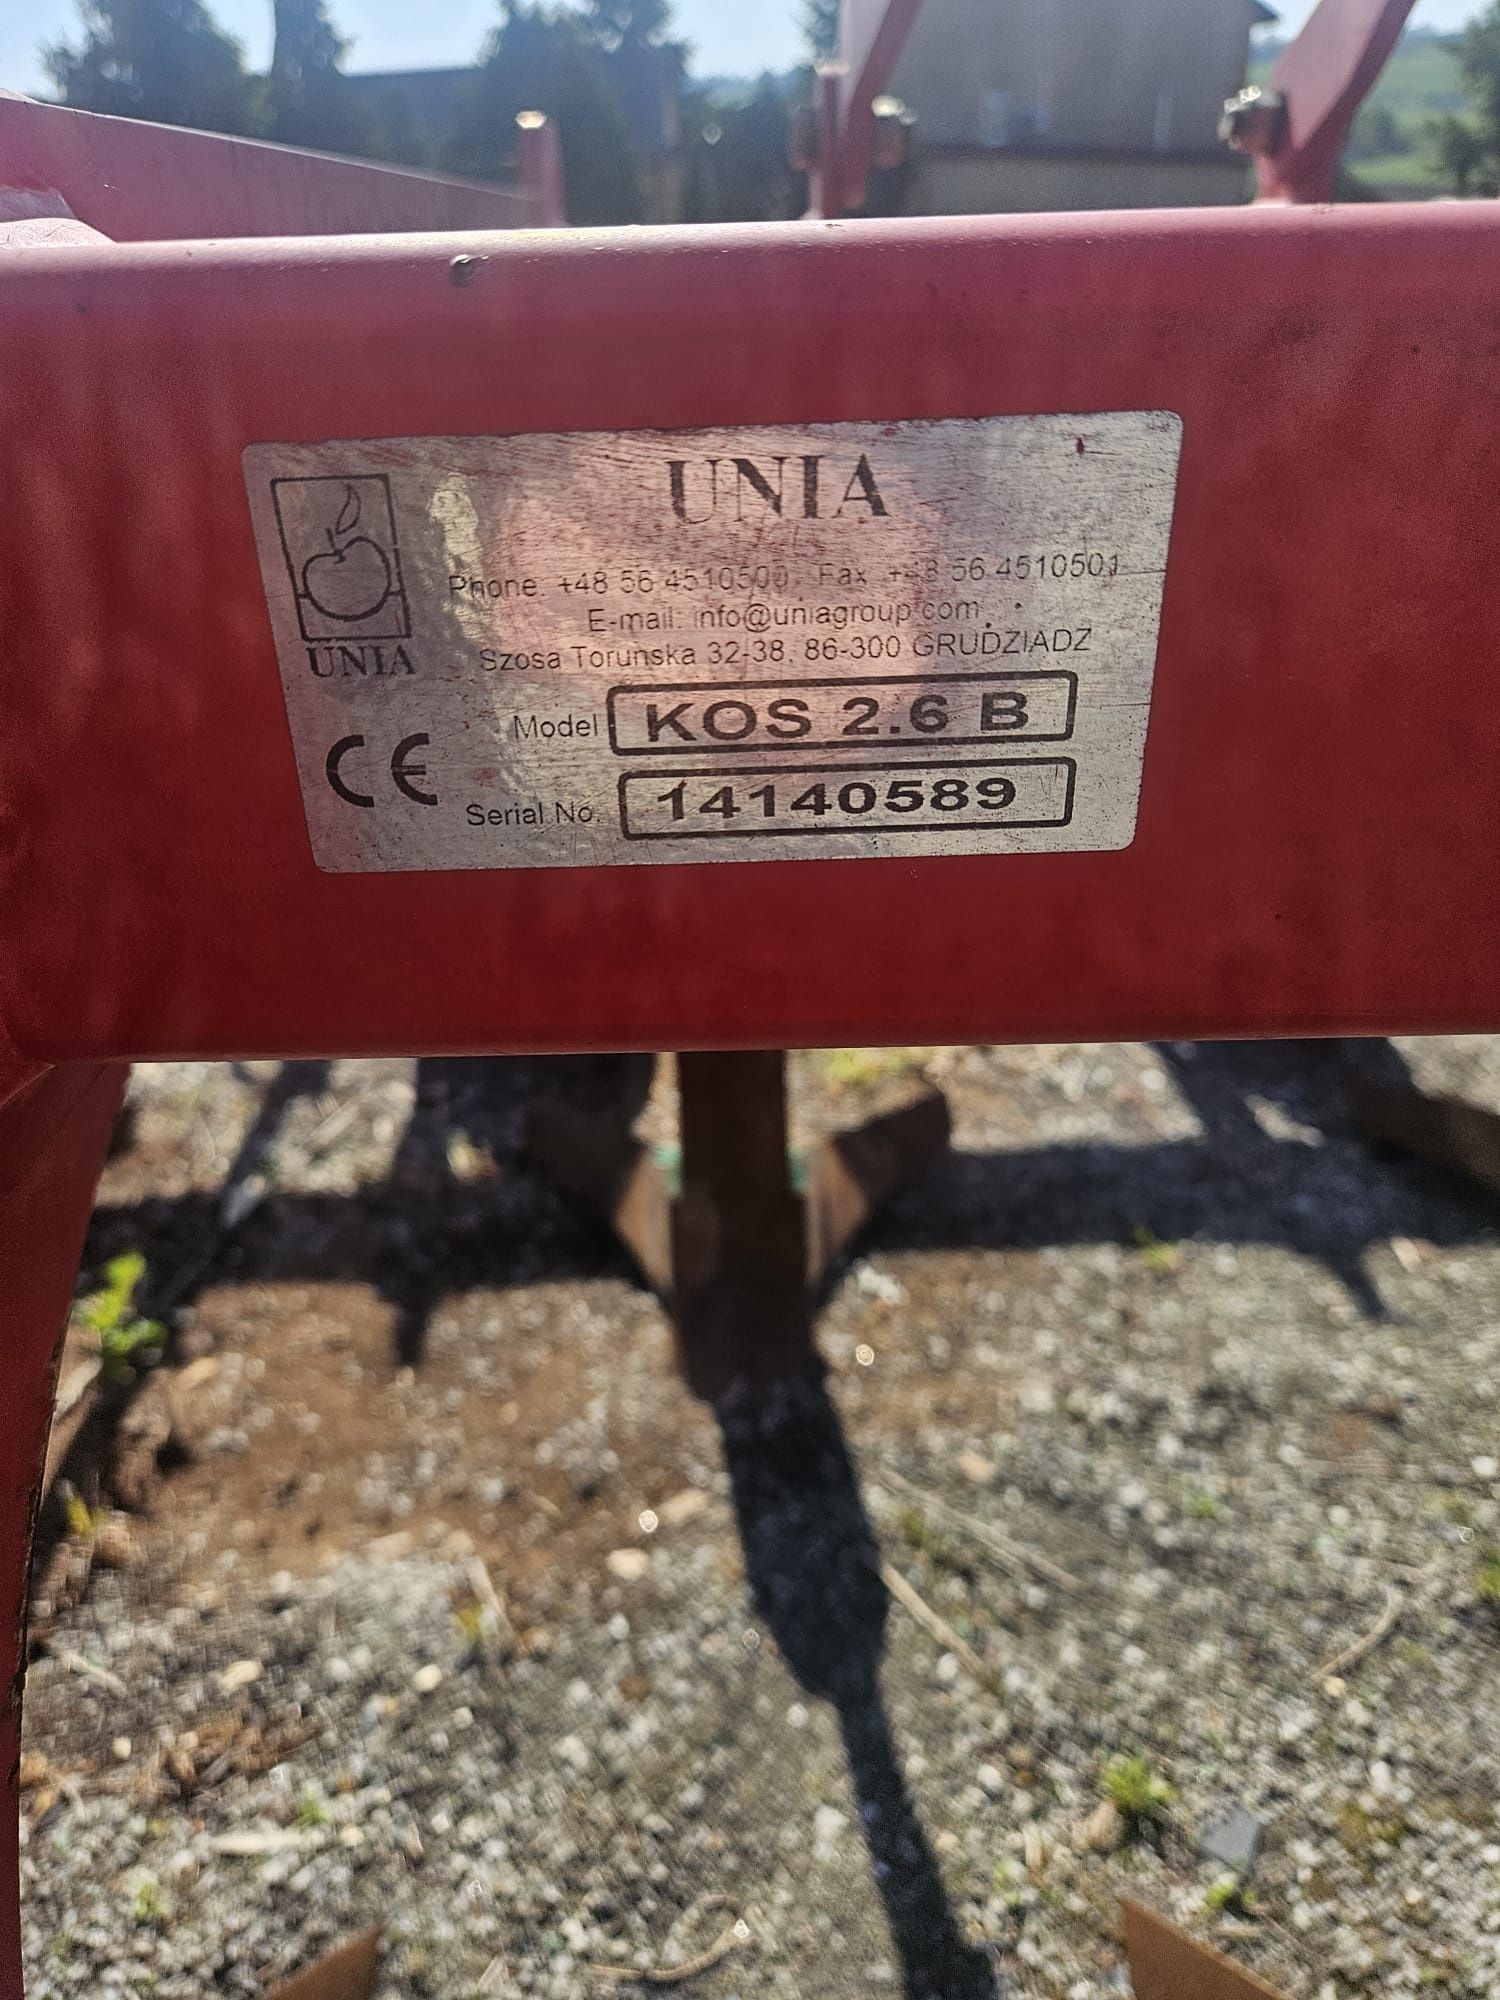 UNIA
UNIA
Phone. +48 56 4510500, Fax .+48 56 4510501
E-mail: info@uniagroup.com
Szosa Torunska 32-38, 86-300 GRUDZIADZ
Model KOS 2.6 B
CE
Serial No. 14140589